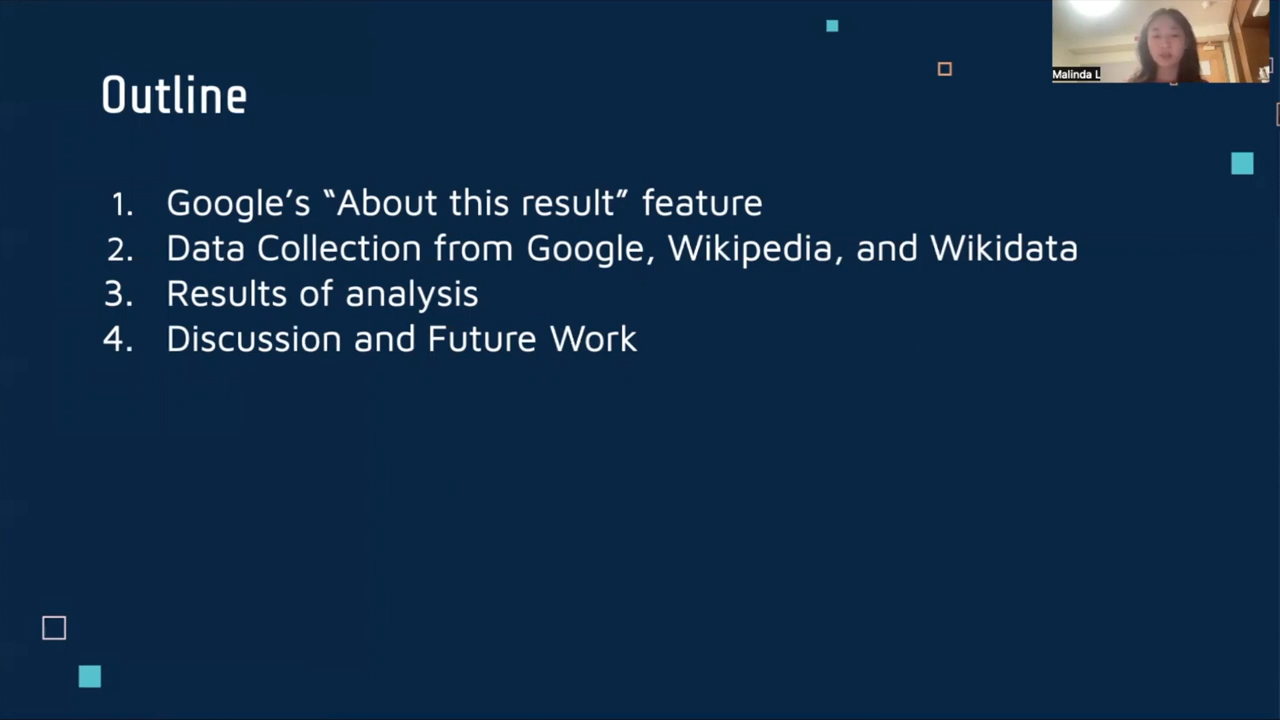 Outline
1. Google's “About this result” feature
2. Data Collection from Google, Wikipedia, and Wikidata
3. Results of analysis
4. Discussion and Future Work
Malinda L